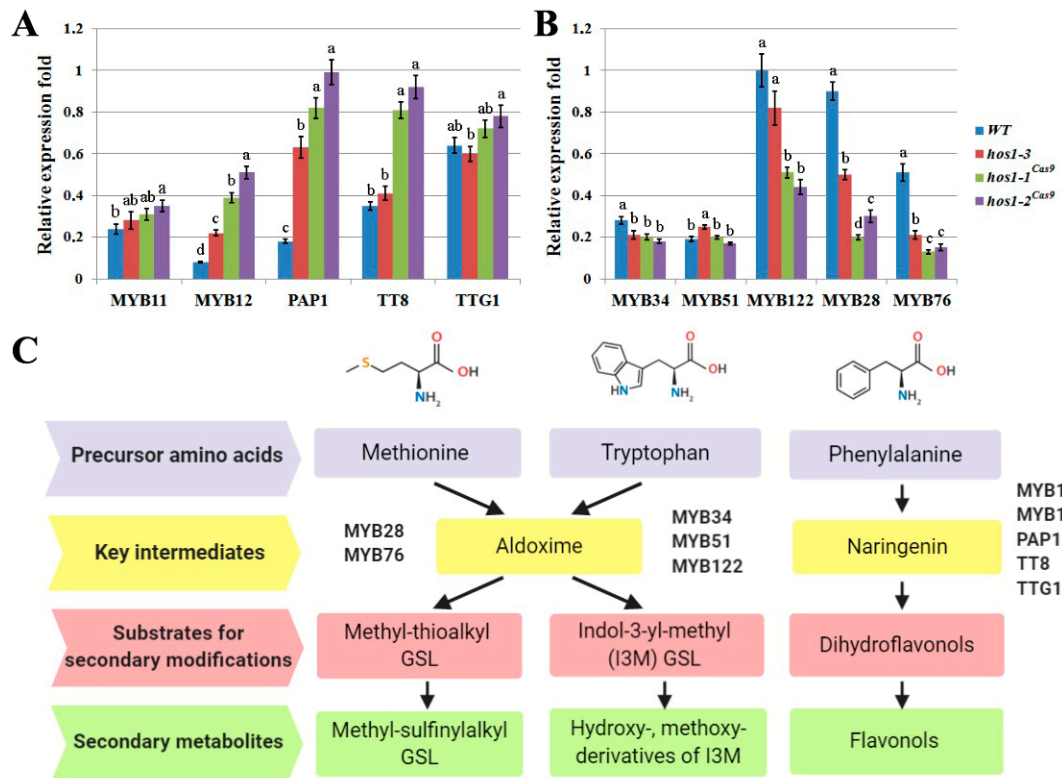 A
Relative expression fold
1.2
1
0.8
0.6
0.4
0.2
0
b ab ab a
d c b a
c b a a
b b a a
ab b ab a
MYB11 MYB12 PAP1 TT8 TTG1
B
Relative expression fold
1.2
1
0.8
0.6
0.4
0.2
0
a b b b
b a b b
a a b b
a b d c
a b c c
MYB34 MYB51 MYB122 MYB28 MYB76
WT
hos1-3
hos1-1Cas9
hos1-2Cas9
C
S O OH NH2
O OH NH2 HN
O OH NH2
Precursor amino acids
Methionine
Tryptophan
Phenylalanine
Key intermediates
MYB28
MYB76
Aldoxime
MYB34
MYB51
MYB122
Naringenin
MYB1
MYB1
PAP1
TT8
TTG1
Substrates for
secondary modifications
Methyl-thioalkyl
GSL
Indol-3-yl-methyl
(I3M) GSL
Dihydroflavonols
Secondary metabolites
Methyl-sulfinylalkyl
GSL
Hydroxy-, methoxy-
derivatives of I3M
Flavonols